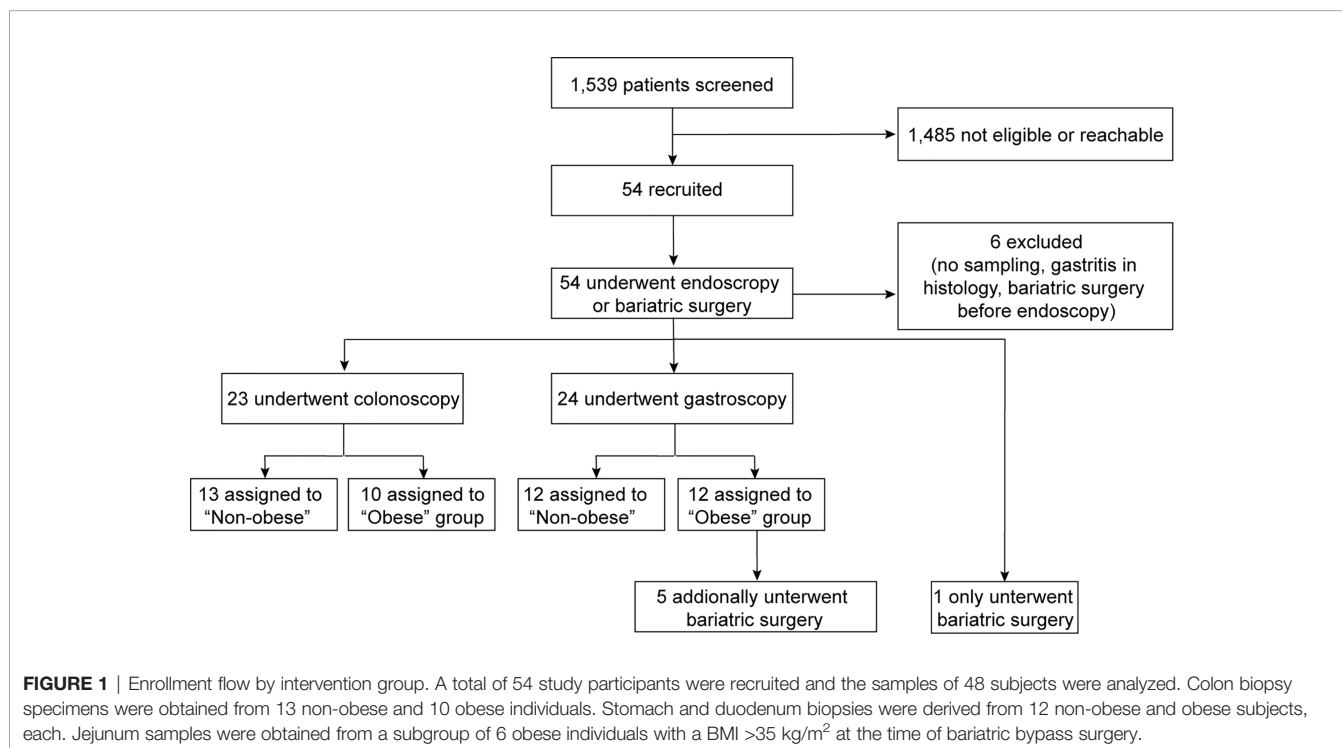 1,539 patients screened
1,485 not eligible or reachable
54 recruited
6 excluded
(no sampling, gastritis in
histology, bariatric surgery
before endoscopy)
54 underwent endoscropy
or bariatric surgery
23 undertwent colonoscopy
24 undertwent gastroscopy
13 assigned to
“Non-obese”
10 assigned to
“Obese” group
12 assigned to
“Non-obese”
12 assigned to
“Obese” group
5 addionally unterwent
bariatric surgery
1 only unterwent
bariatric surgery
FIGURE 1 | Enrollment flow by intervention group. A total of 54 study participants were recruited and the samples of 48 subjects were analyzed. Colon biopsy
specimens were obtained from 13 non-obese and 10 obese individuals. Stomach and duodenum biopsies were derived from 12 non-obese and obese subjects,
each. Jejunum samples were obtained from a subgroup of 6 obese individuals with a BMI >35 kg/m² at the time of bariatric bypass surgery.